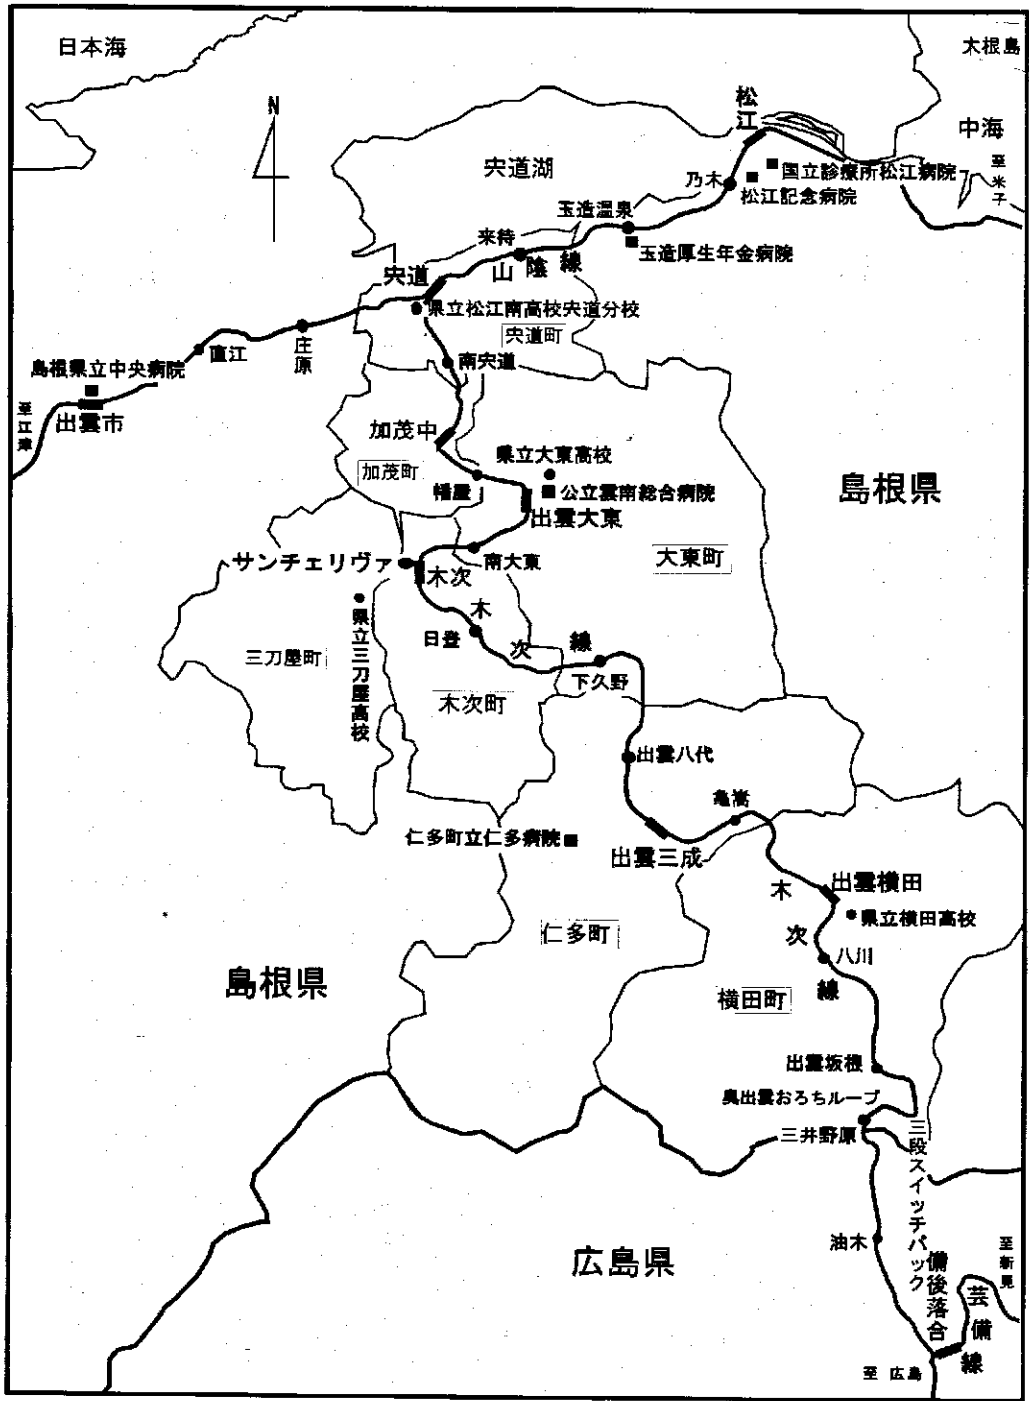 日本海
大根島
N
松江
中海
至米子
宍道湖
国立診療所松江病院
乃木
松江記念病院
玉造温泉
来待
玉造厚生年金病院
山陰線
宍道
県立松江南高校宍道分校
宍道町
庄原
直江
南宍道
島根県立中央病院
至江津
出雲市
加茂中
県立大東高校
加茂町
幡屋
公立雲南総合病院
島根県
出雲大東
サンチェリヴァ
南大東
大東町
木次
県立三刀屋高校
木次線
日登
三刀屋町
下久野
木次町
出雲八代
亀嵩
仁多町立仁多病院
出雲三成
出雲横田
木次線
県立横田高校
仁多町
八川
島根県
横田町
出雲坂根
奥出雲おろちループ
三井野原
三段スイッチバック
油木
広島県
備後落合
至新見
芸備線
至 広島